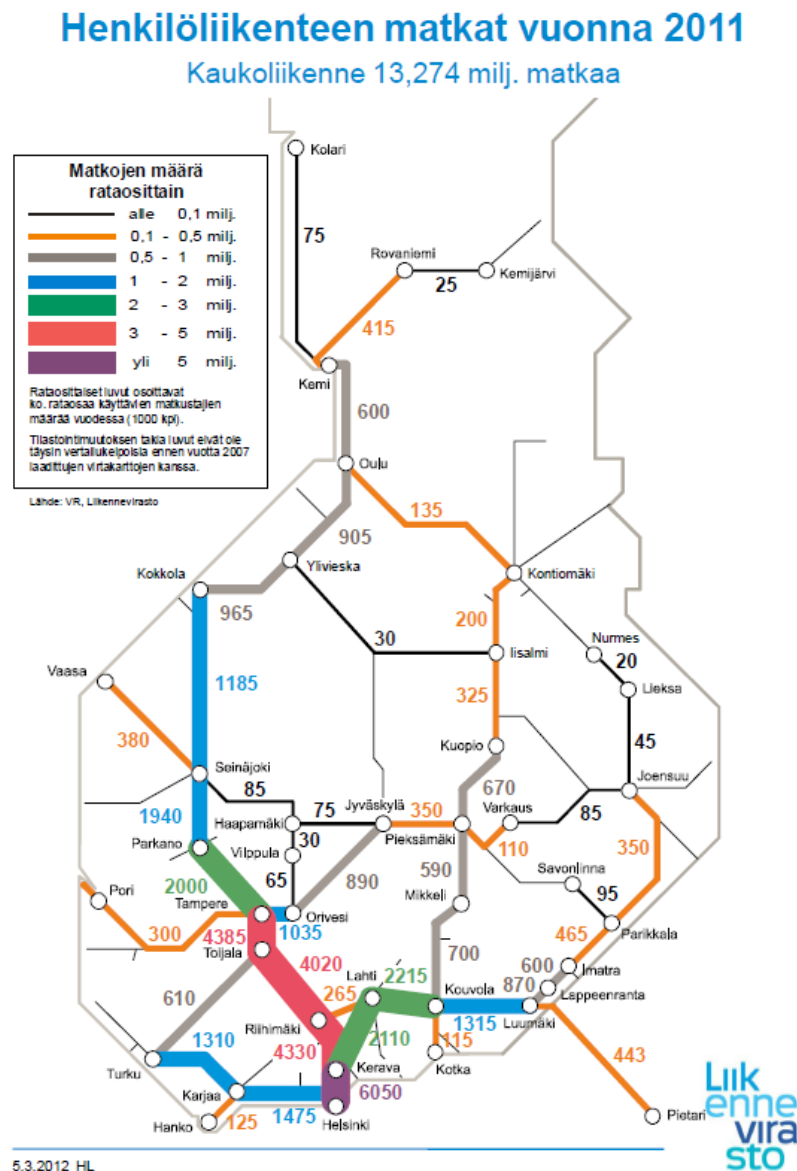 Henkilöliikenteen matkat vuonna 2011
Kaukoliikenne 13,274 milj. matkaa
Matkojen määrä
rataosittain
alle 0,1 milj.
0,1 - 0,5 milj.
0,5 - 1 milj.
1 - 2 milj.
2 - 3 milj.
3 - 5 milj.
yli 5 milj.
Rataosittaiset luvut osoittavat
ko. rataosaa käyttävien matkustajien
määrää vuodessa (1000 kpl).
Tilastointimuutoksen takia luvut eivät ole
täysin vertailukelpoisia ennen vuotta 2007
laadittujen virtakarttojen kanssa.
Lähde: VR, Liikennevirasto
Kolari
75
Rovaniemi
25
Kemijärvi
415
Kemi
600
Oulu
135
905
Kokkola
Ylivieska
Kontiomäki
965
200
30
Iisalmi
Nurmes
20
Vaasa
1185
Lieksa
325
380
Kuopio
45
Seinäjoki
85
670
Joensuu
1940
75
Jyväskylä
350
Varkaus
85
Haapamäki
Parkano
30
Pieksämäki
110
350
Vilppula
2000
65
890
590
Savonlinna
Pori
Tampere
Mikkeli
95
Orivesi
300
4385
1035
Parikkala
Toijala
700
465
4020
Lahti
2215
600
Imatra
610
265
Kouvola
870
Lappeenranta
Riihimäki
1315
Luumäki
1310
4330
2110
115
443
Turku
Kerava
Kotka
Karjaa
6050
Hanko
125
1475
Helsinki
Pietari
Liik
enne
vira
sto
5.3.2012 HL